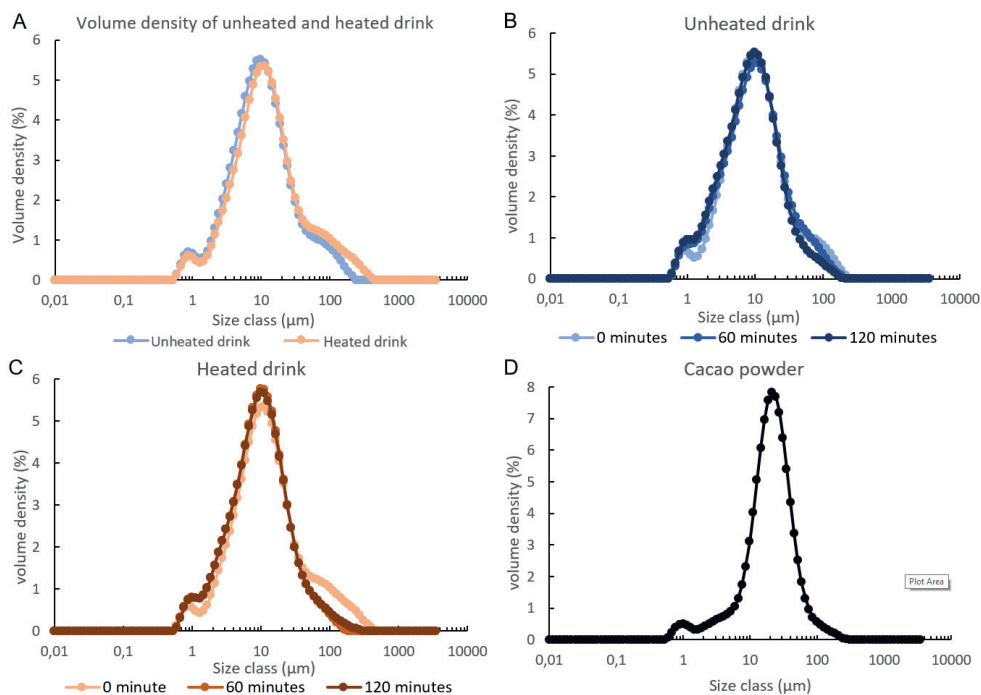 A
Volume density of unheated and heated drink
6
5
4
3
2
1
0
Volume density (%)
0,01 0,1 1 10 100 1000 10000
Size class (µm)
Unheated drink Heated drink
B
Unheated drink
6
5
4
3
2
1
0
volume density (%)
0,01 0,1 1 10 100 1000 10000
Size class (µm)
0 minutes 60 minutes 120 minutes
C
Heated drink
6
5
4
3
2
1
0
volume density (%)
0,01 0,1 1 10 100 1000 10000
Size class (µm)
0 minute 60 minutes 120 minutes
D
Cacao powder
8
7
6
5
4
3
2
1
0
volume density (%)
Plot Area
0,01 0,1 1 10 100 1000 10000
Size class (µm)